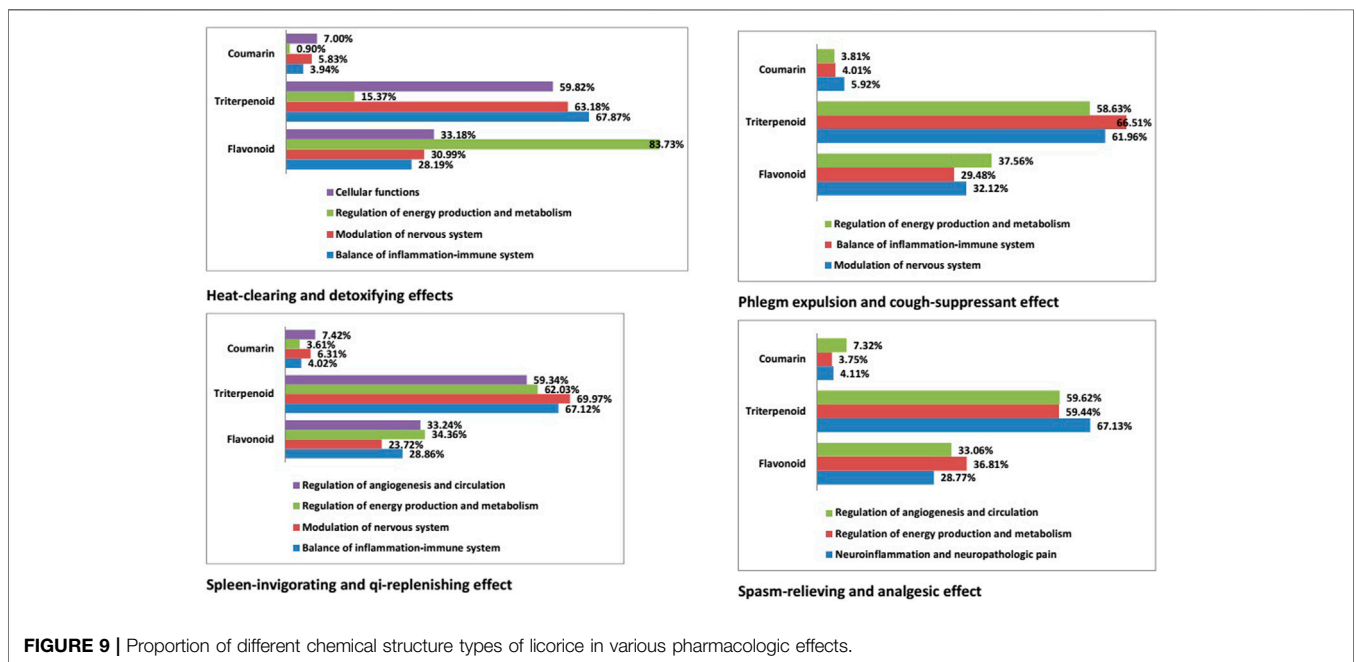 Coumarin
7.00%
0.90%
5.83%
3.94%
Triterpenoid
59.82%
15.37%
63.18%
67.87%
Flavonoid
33.18%
83.73%
30.99%
28.19%
Cellular functions
Regulation of energy production and metabolism
Modulation of nervous system
Balance of inflammation-immune system
Heat-clearing and detoxifying effects
Coumarin
3.81%
4.01%
5.92%
Triterpenoid
58.63%
66.51%
61.96%
Flavonoid
37.56%
29.48%
32.12%
Regulation of energy production and metabolism
Balance of inflammation-immune system
Modulation of nervous system
Phlegm expulsion and cough-suppressant effect
Coumarin
7.42%
3.61%
6.31%
4.02%
Triterpenoid
59.34%
62.03%
69.97%
67.12%
Flavonoid
33.24%
34.36%
23.72%
28.86%
Regulation of angiogenesis and circulation
Regulation of energy production and metabolism
Modulation of nervous system
Balance of inflammation-immune system
Spleen-invigorating and qi-replenishing effect
Coumarin
7.32%
3.75%
4.11%
Triterpenoid
59.62%
59.44%
67.13%
Flavonoid
33.06%
36.81%
28.77%
Regulation of angiogenesis and circulation
Regulation of energy production and metabolism
Neuroinflammation and neuropathologic pain
Spasm-relieving and analgesic effect
FIGURE 9 | Proportion of different chemical structure types of licorice in various pharmacologic effects.